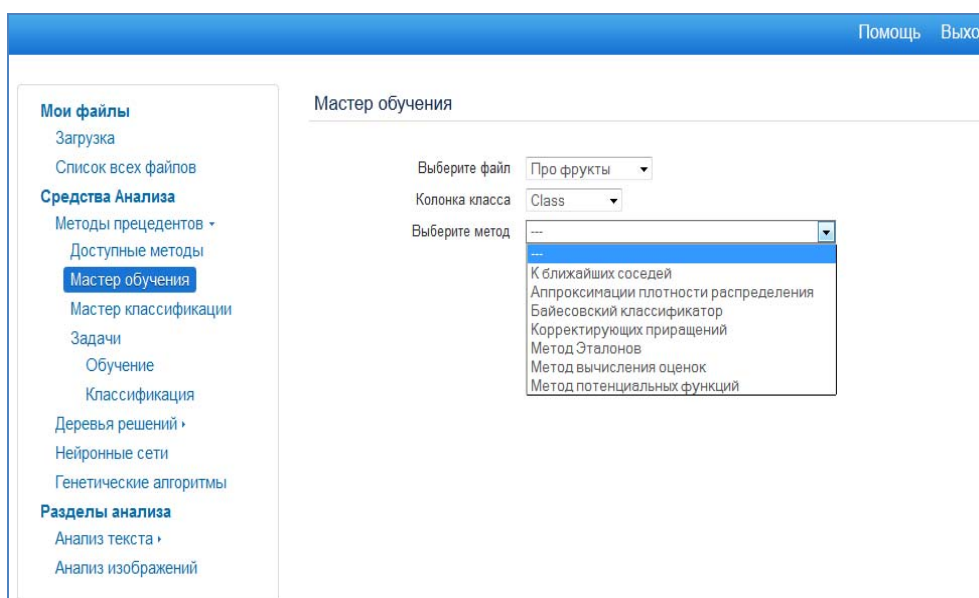 Помощь Выхо
Мои файлы
Загрузка
Список всех файлов
Средства Анализа
Методы прецедентов
Доступные методы
Мастер обучения
Мастер классификации
Задачи
Обучение
Классификация
Деревья решений
Нейронные сети
Генетические алгоритмы
Разделы анализа
Анализ текста
Анализ изображений
Мастер обучения
Выберите файл Про фрукты
Колонка класса Class
Выберите метод ---
---
К ближайших соседей
Аппроксимации плотности распределения
Байесовский классификатор
Корректирующих приращений
Метод Эталонов
Метод вычисления оценок
Метод потенциальных функций